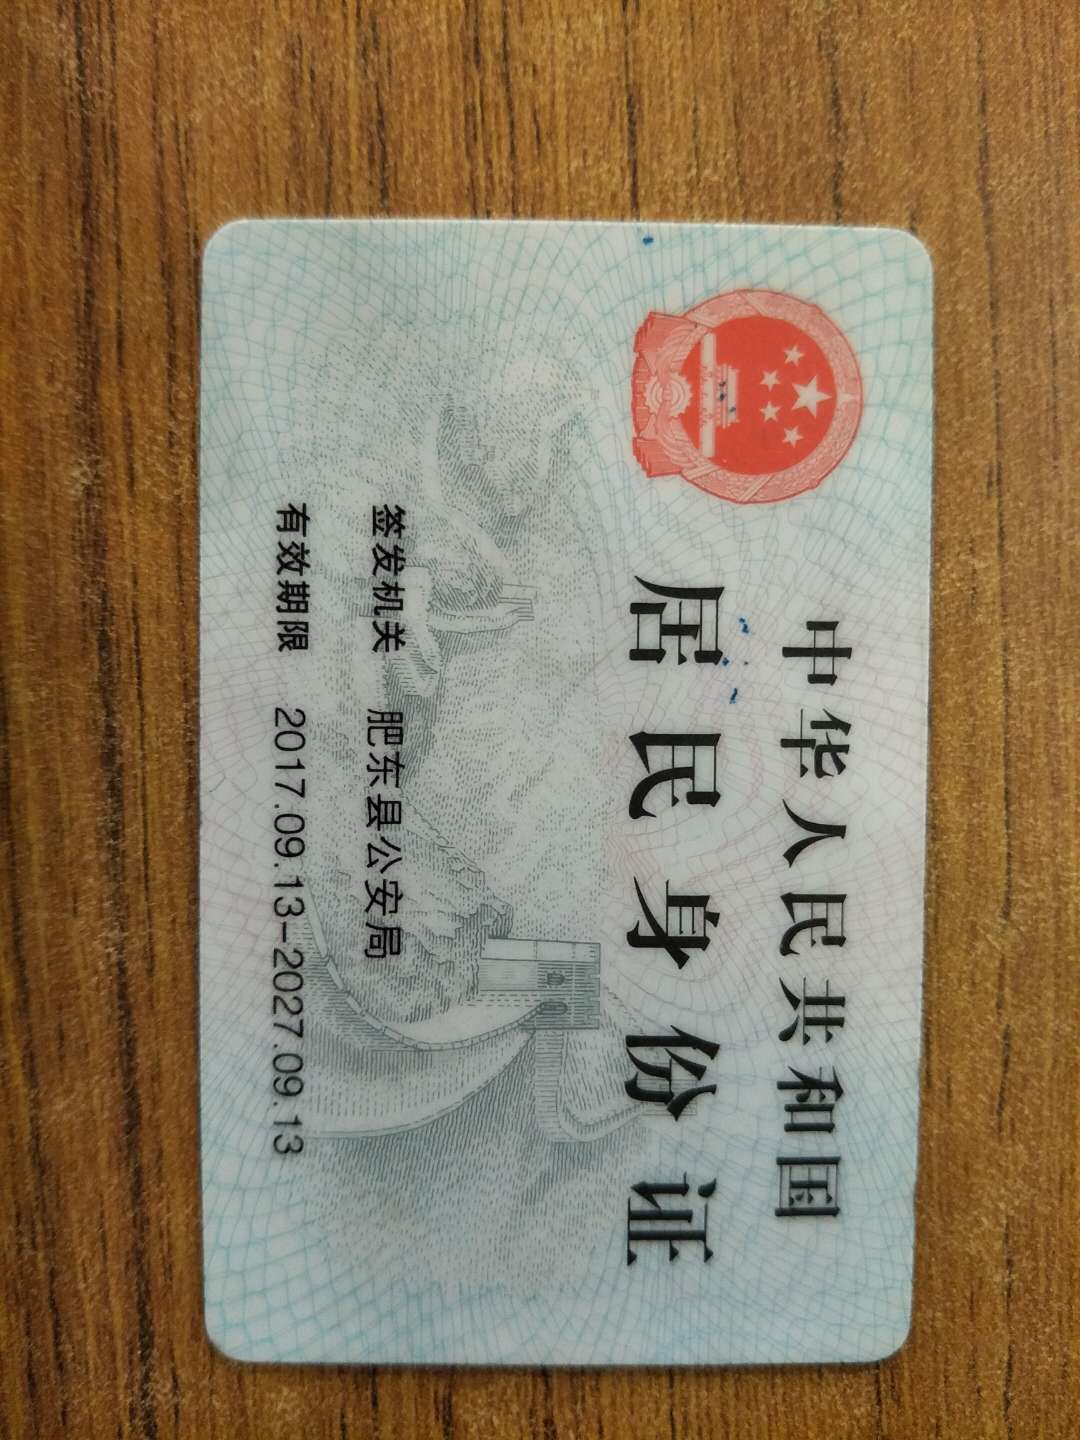 中华人民共和国
居民身份证
签发机关 肥东县公安局
有效期限 2017.09.13-2027.09.13